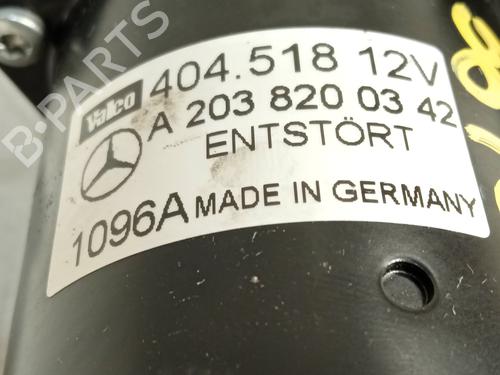 Valeo 404.518 12V
A 203 820 03 42
ENTSTÖRT
1096A MADE IN GERMANY
B-PARTS